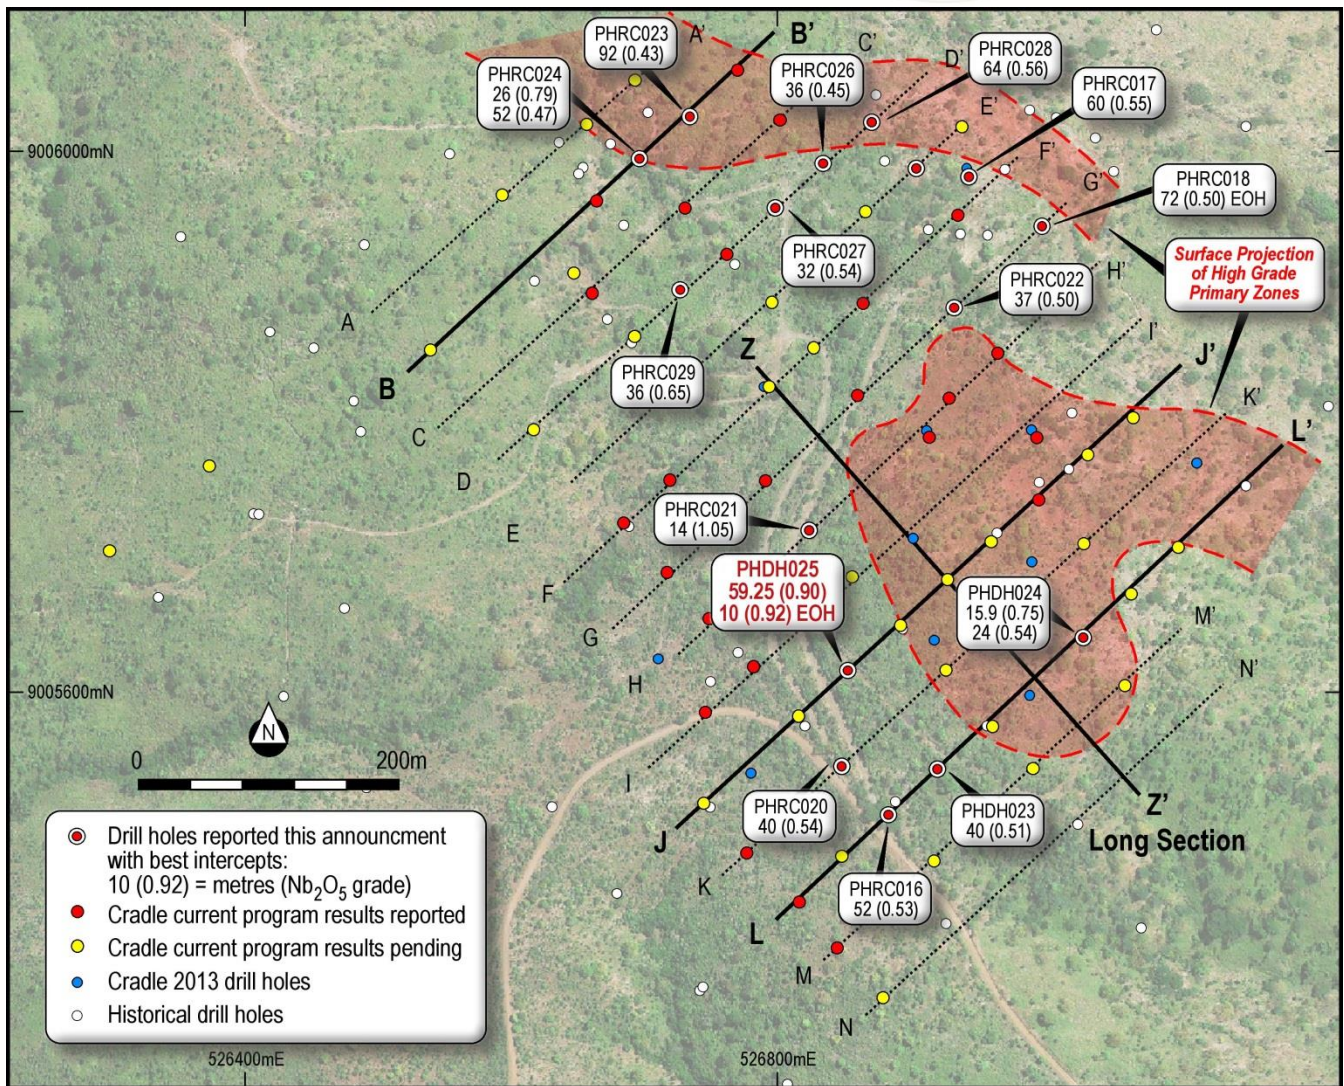 PHRC023
92 (0.43)
A'
B'
C'
D'
PHRC028
64 (0.56)
PHRC024
26 (0.79)
52 (0.47)
PHRC026
36 (0.45)
PHRC017
60 (0.55)
E'
F'
9006000mN
G'
PHRC018
72 (0.50) EOH
PHRC027
32 (0.54)
Surface Projection
of High Grade
Primary Zones
H'
PHRC022
37 (0.50)
A
I'
Z
J'
B
PHRC029
36 (0.65)
K'
C
L'
D
PHRC021
14 (1.05)
E
PHDH025
59.25 (0.90)
10 (0.92) EOH
F
PHDH024
15.9 (0.75)
24 (0.54)
G
M'
H
N'
9005600mN
N
0
200m
I
PHRC020
40 (0.54)
PHDH023
40 (0.51)
Z'
Long Section
J
K
PHRC016
52 (0.53)
L
M
N
Drill holes reported this announcment
with best intercepts:
10 (0.92) = metres (Nb₂O₅ grade)
Cradle current program results reported
Cradle current program results pending
Cradle 2013 drill holes
Historical drill holes
526400mE
526800mE